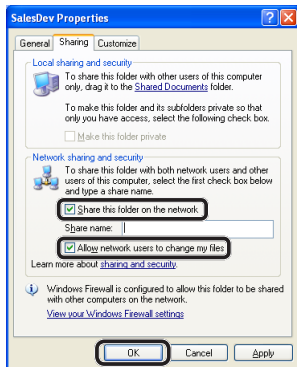 SalesDev Properties
General Sharing Customize
Local sharing and security
To share this folder with other users of this computer
only, drag it to the Shared Documents folder.
To make this folder and its subfolders private so that
only you have access, select the following check box.
Make this folder private
Network sharing and security
To share this folder with both network users and other
users of this computer, select the first check box below
and type a share name.
Share this folder on the network
Share name:
Allow network users to change my files
Learn more about sharing and security.
Windows Firewall is configured to allow this folder to be shared
with other computers on the network.
View your Windows Firewall settings
OK Cancel Apply